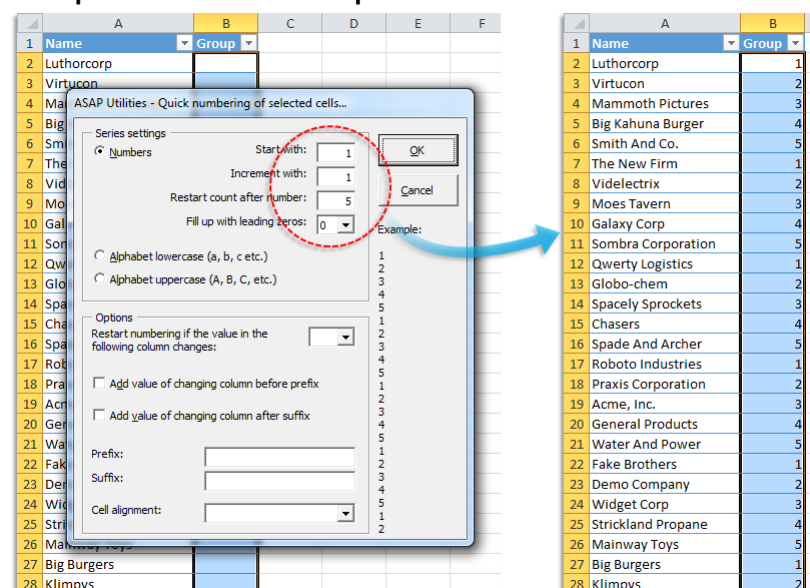 A B C D E F
1 Name Group
2 Luthorcorp
3 Virtucon
4 Ma
5 Big
6 Smi
7 The
8 Vid
9 Mo
10 Gal
11 Son
12 Qw
13 Glo
14 Spa
15 Cha
16 Spa
17 Rob
18 Pra
19 Acn
20 Ger
21 Wa
22 Fak
23 Der
24 Wid
25 Stri
26 Mainway Toys
27 Big Burgers
28 Klimpys
ASAP Utilities - Quick numbering of selected cells...
Series settings
Numbers
Start with: 1
Increment with: 1
Restart count after number: 5
Fill up with leading zeros: 0
Alphabet lowercase (a, b, c etc.)
Alphabet uppercase (A, B, C, etc.)
Options
Restart numbering if the value in the
following column changes:
Add value of changing column before prefix
Add value of changing column after suffix
Prefix:
Suffix:
Cell alignment:
OK
Cancel
Example:
1
2
3
4
5
1
2
3
4
5
1
2
3
4
5
1
2
3
4
5
1
2
A B
1 Name Group
2 Luthorcorp 1
3 Virtucon 2
4 Mammoth Pictures 3
5 Big Kahuna Burger 4
6 Smith And Co. 5
7 The New Firm 1
8 Videlectrix 2
9 Moes Tavern 3
10 Galaxy Corp 4
11 Sombra Corporation 5
12 Qwerty Logistics 1
13 Globo-chem 2
14 Spacely Sprockets 3
15 Chasers 4
16 Spade And Archer 5
17 Roboto Industries 1
18 Praxis Corporation 2
19 Acme, Inc. 3
20 General Products 4
21 Water And Power 5
22 Fake Brothers 1
23 Demo Company 2
24 Widget Corp 3
25 Strickland Propane 4
26 Mainway Toys 5
27 Big Burgers 1
28 Klimpys 2